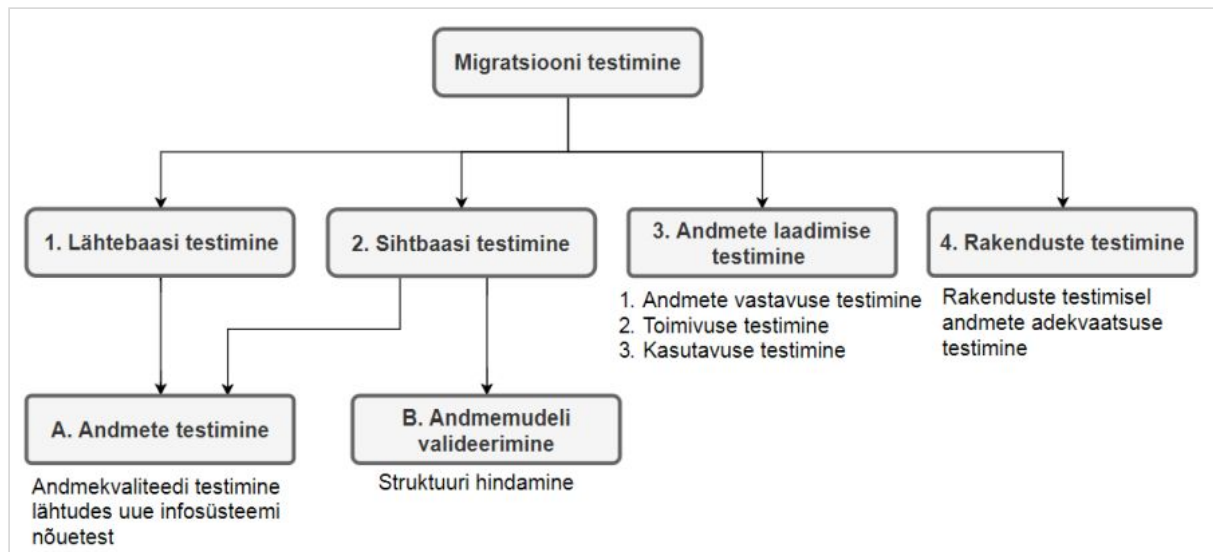 Migratsiooni testimine
1. Lähtebaasi testimine
2. Sihtbaasi testimine
3. Andmete laadimise
testimine
4. Rakenduste testimine
1. Andmete vastavuse testimine
2. Toimivuse testimine
3. Kasutavuse testimine
Rakenduste testimisel
andmete adekvaatsuse
testimine
A. Andmete testimine
B. Andmemudeli
valideerimine
Andmekvaliteedi testimine
lähtudes uue infosüsteemi
nõuetest
Struktuuri hindamine